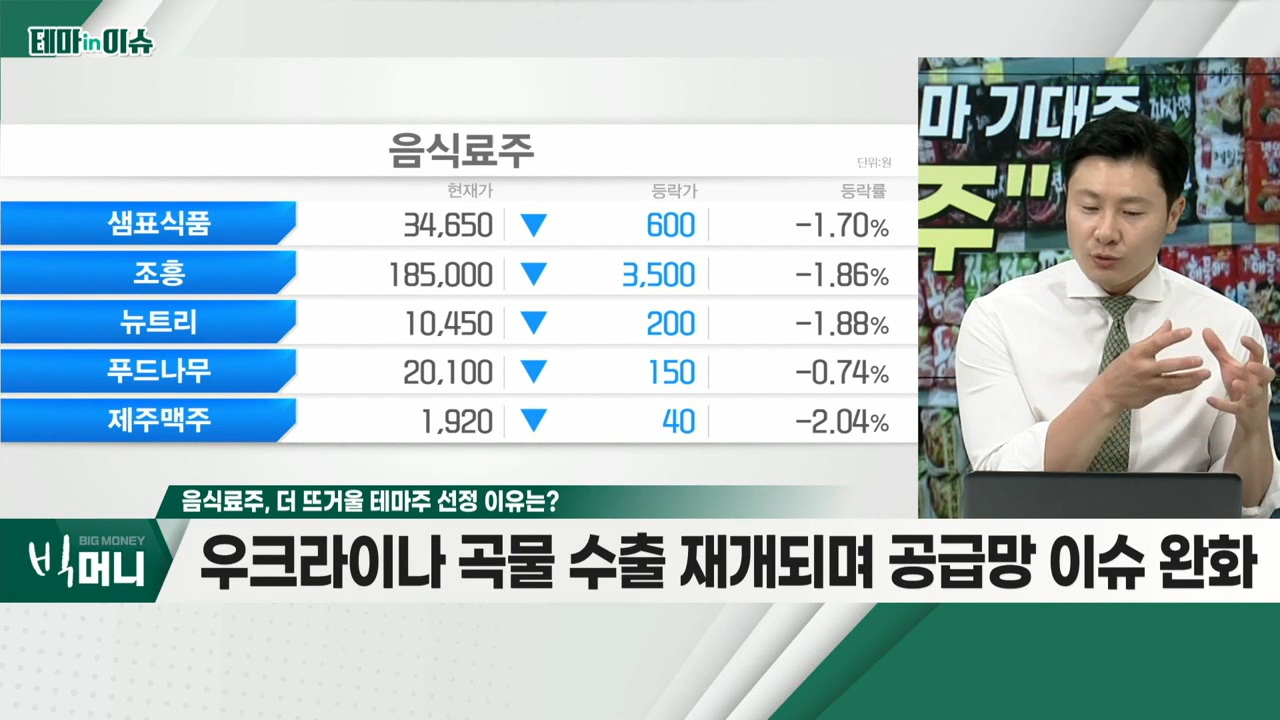 테마in이슈
마 기대주
주"
음식료주
단위:원
현재가 등락가 등락률
샘표식품 34,650 ▼ 600 -1.70%
조흥 185,000 ▼ 3,500 -1.86%
뉴트리 10,450 ▼ 200 -1.88%
푸드나무 20,100 ▼ 150 -0.74%
제주맥주 1,920 ▼ 40 -2.04%
음식료주, 더 뜨거울 테마주 선정 이유는?
BIG MONEY
빅머니
우크라이나 곡물 수출 재개되며 공급망 이슈 완화